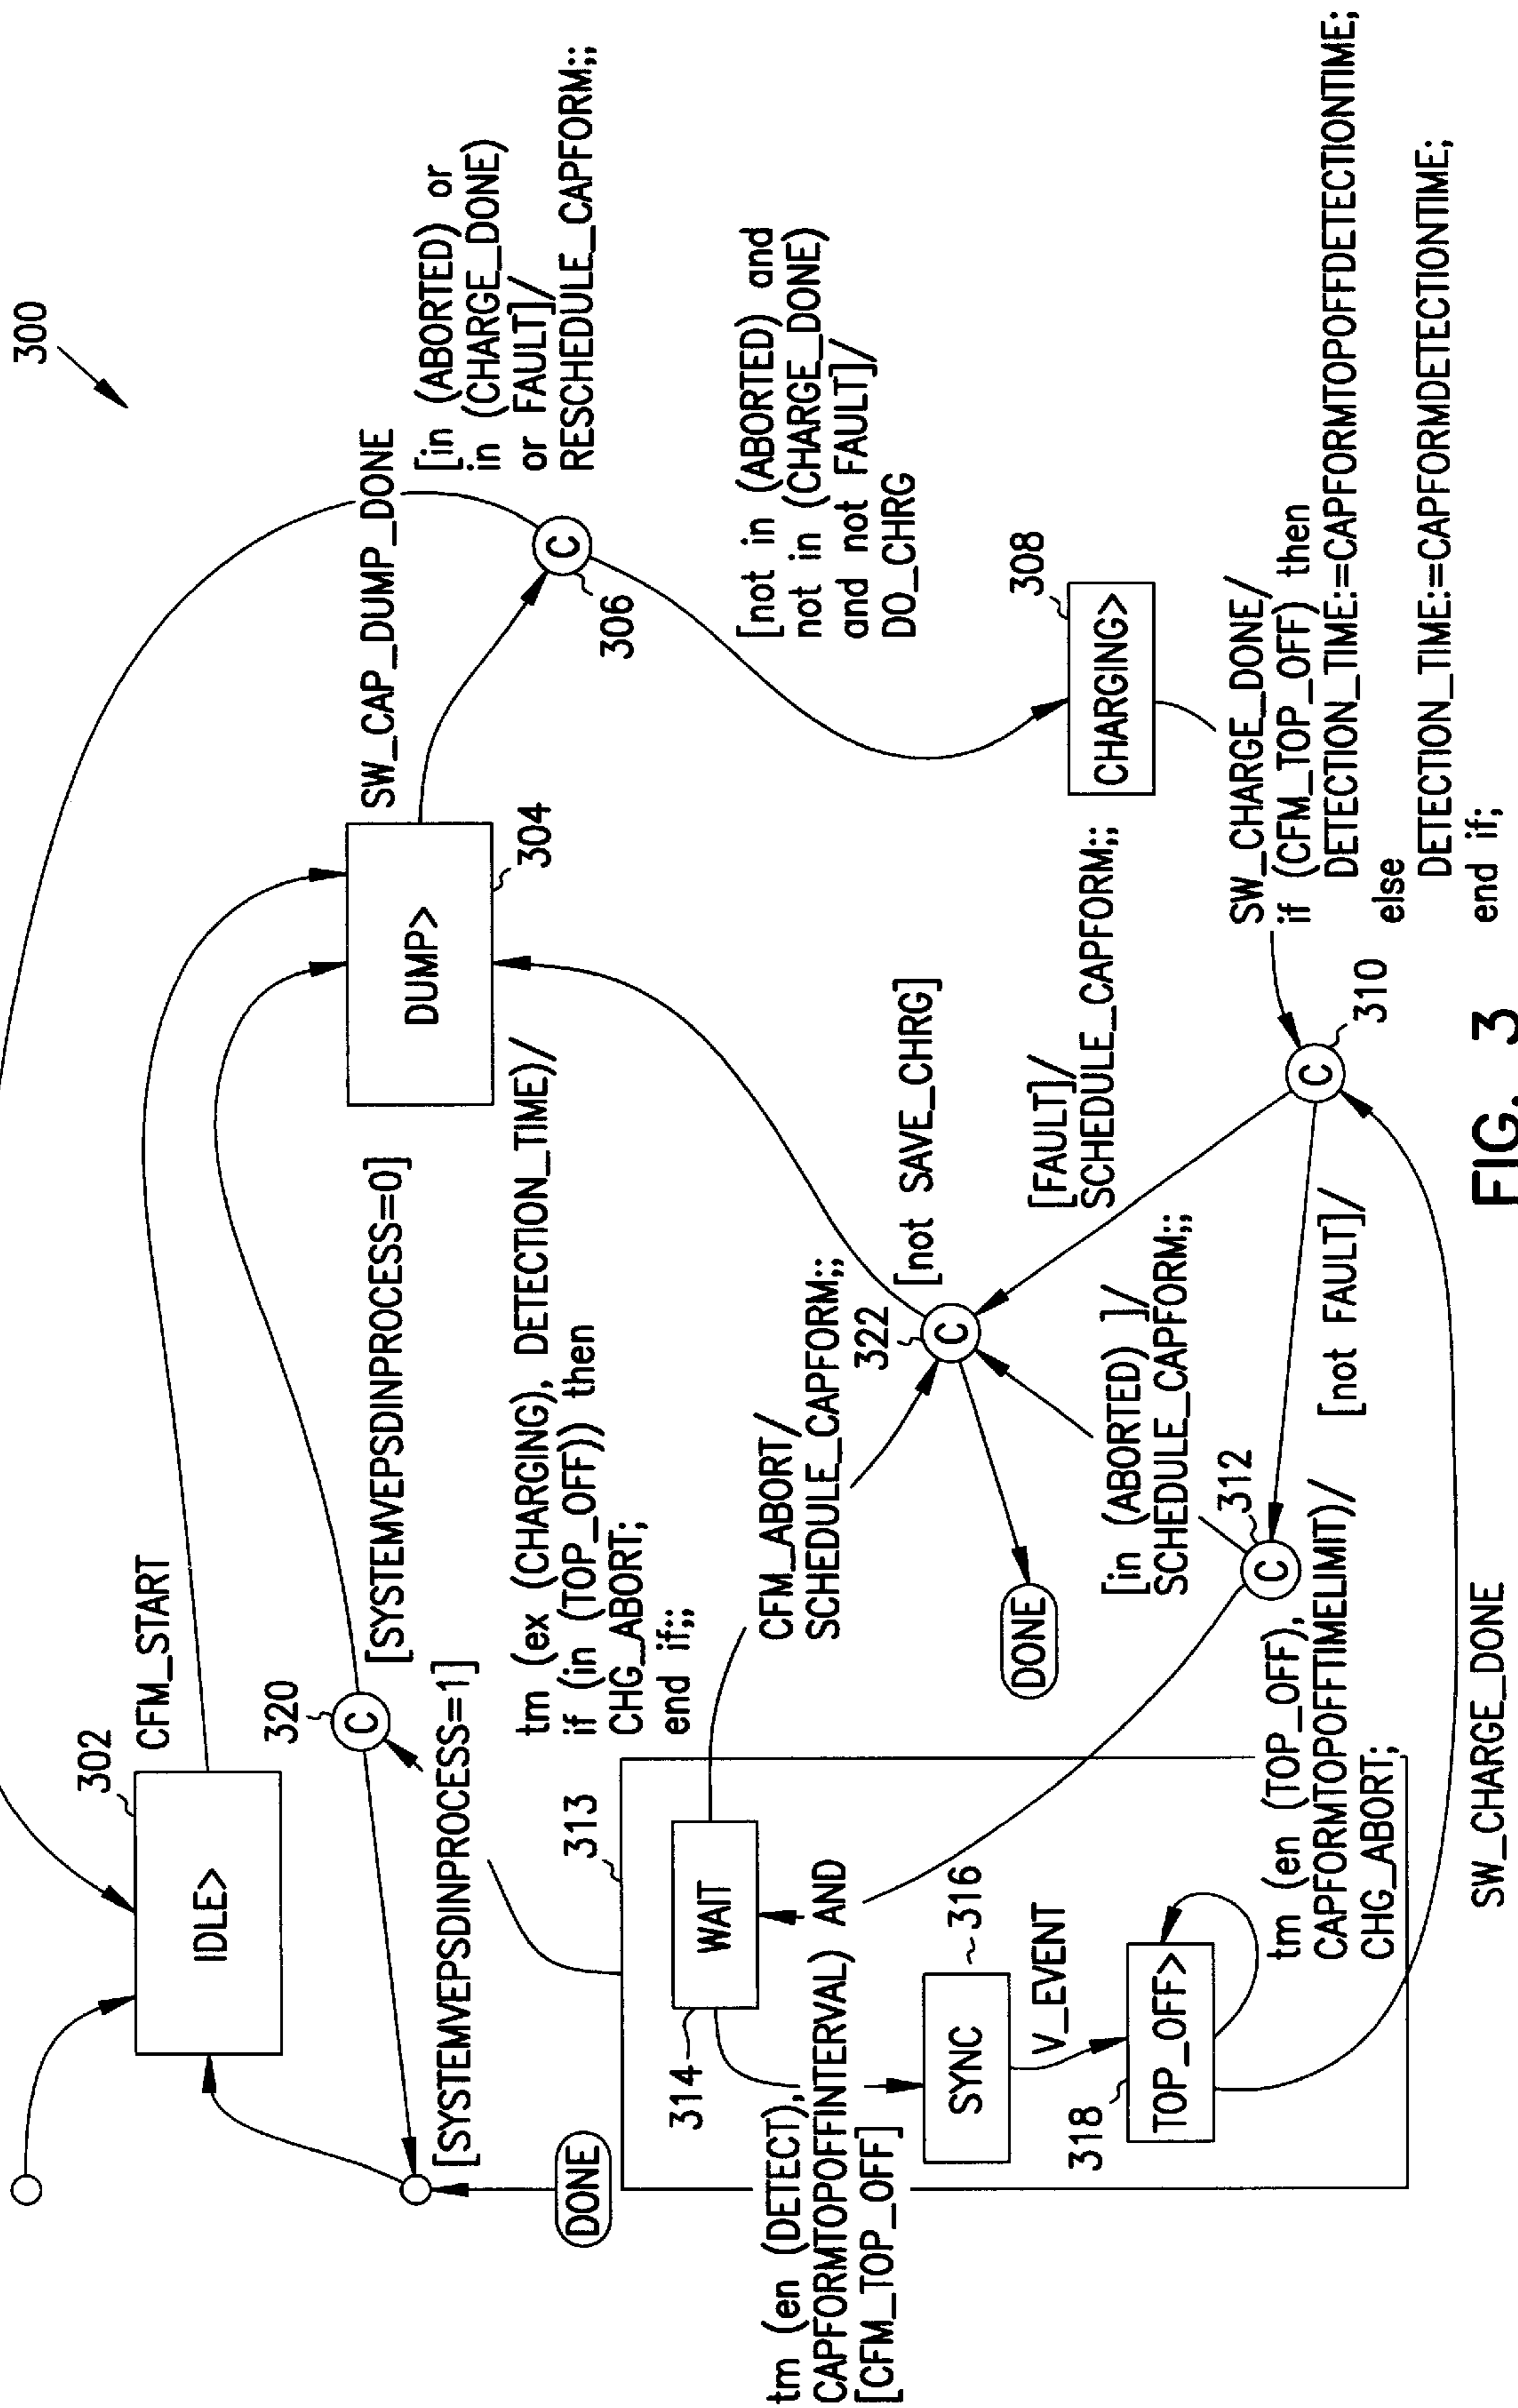 300
302
IDLE>
CFM_START
320
C
[SYSTEMVEPSDINPROCESS=0]
[SYSTEMVEPSDINPROCESS=1]
DONE
DUMP>
304
SW_CAP_DUMP_DONE
C
306
[in (ABORTED) or
in (CHARGE_DONE)
or FAULT]/
RESCHEDULE_CAPFORM;;
[not in (ABORTED) and
not in (CHARGE_DONE)
and not FAULT]/
DO_CHRG
308
CHARGING>
SW_CHARGE_DONE/
if (CFM_TOP_OFF) then
DETECTION_TIME:=CAPFORMTOPOFFDETECTIONTIME;
else
DETECTION_TIME:=CAPFORMDETECTIONTIME;
end if;
tm (ex (CHARGING), DETECTION_TIME)/
if (in (TOP_OFF)) then
CHG_ABORT;
end if;;
313
WAIT
314
CFM_ABORT/
SCHEDULE_CAPFORM;;
322
C
[not SAVE_CHRG]
DONE
[FAULT]/
SCHEDULE_CAPFORM;;
C
310
[in (ABORTED) ]/
SCHEDULE_CAPFORM;;
312
C
[not FAULT]/
tm (en (DETECT),
CAPFORMTOPOFFINTERVAL) AND
[CFM_TOP_OFF]
SYNC
316
V_EVENT
318
TOP_OFF>
tm (en (TOP_OFF),
CAPFORMTOPOFFTIMELIMIT)/
CHG_ABORT;
SW_CHARGE_DONE
FIG. 3